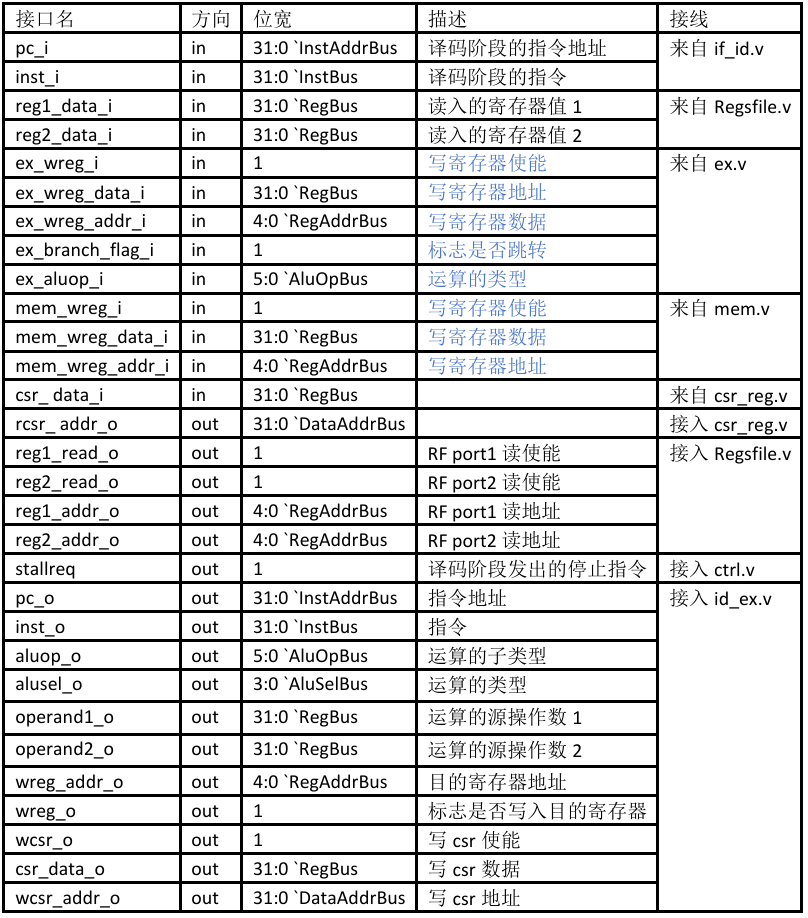 接口名 方向 位宽 描述 接线
pc_i in 31:0 `InstAddrBus 译码阶段的指令地址 来自 if_id.v
inst_i in 31:0 `InstBus 译码阶段的指令
reg1_data_i in 31:0 `RegBus 读入的寄存器值 1 来自 Regsfile.v
reg2_data_i in 31:0 `RegBus 读入的寄存器值 2
ex_wreg_i in 1 写寄存器使能 来自 ex.v
ex_wreg_data_i in 31:0 `RegBus 写寄存器地址
ex_wreg_addr_i in 4:0 `RegAddrBus 写寄存器数据
ex_branch_flag_i in 1 标志是否跳转
ex_aluop_i in 5:0 `AluOpBus 运算的类型
mem_wreg_i in 1 写寄存器使能 来自 mem.v
mem_wreg_data_i in 31:0 `RegBus 写寄存器数据
mem_wreg_addr_i in 4:0 `RegAddrBus 写寄存器地址
csr_ data_i in 31:0 `RegBus 来自 csr_reg.v
rcsr_ addr_o out 31:0 `DataAddrBus 接入 csr_reg.v
reg1_read_o out 1 RF port1 读使能 接入 Regsfile.v
reg2_read_o out 1 RF port2 读使能
reg1_addr_o out 4:0 `RegAddrBus RF port1 读地址
reg2_addr_o out 4:0 `RegAddrBus RF port2 读地址
stallreq out 1 译码阶段发出的停止指令 接入 ctrl.v
pc_o out 31:0 `InstAddrBus 指令地址 接入 id_ex.v
inst_o out 31:0 `InstBus 指令
aluop_o out 5:0 `AluOpBus 运算的子类型
alusel_o out 3:0 `AluSelBus 运算的类型
operand1_o out 31:0 `RegBus 运算的源操作数 1
operand2_o out 31:0 `RegBus 运算的源操作数 2
wreg_addr_o out 4:0 `RegAddrBus 目的寄存器地址
wreg_o out 1 标志是否写入目的寄存器
wcsr_o out 1 写 csr 使能
csr_data_o out 31:0 `RegBus 写 csr 数据
wcsr_addr_o out 31:0 `DataAddrBus 写 csr 地址